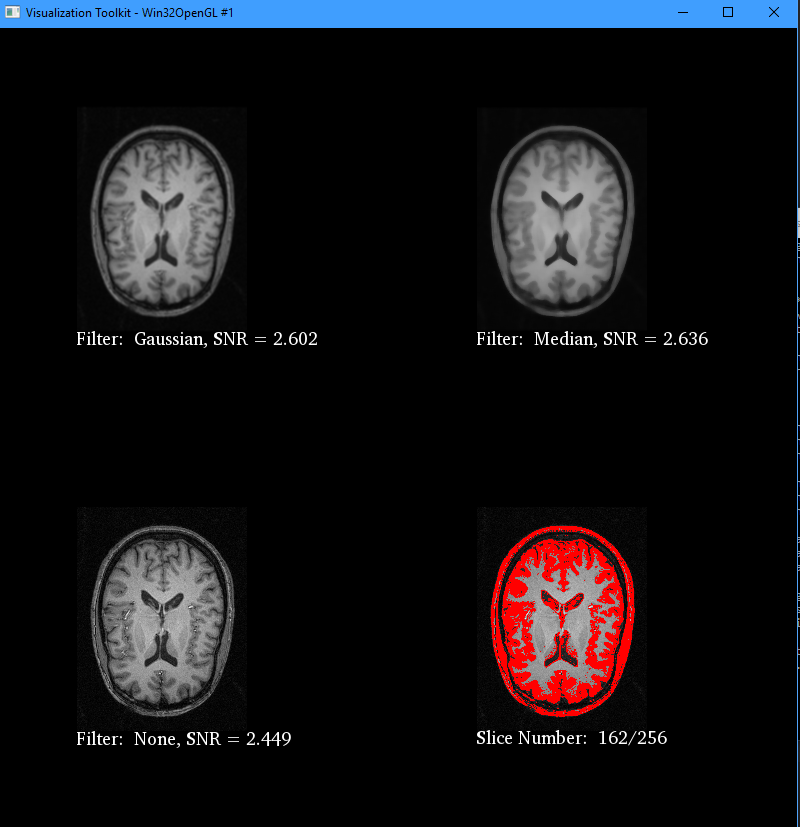 Visualization Toolkit - Win32OpenGL #1
Filter:  Gaussian, SNR = 2.602
Filter:  Median, SNR = 2.636
Filter:  None, SNR = 2.449
Slice Number:  162/256